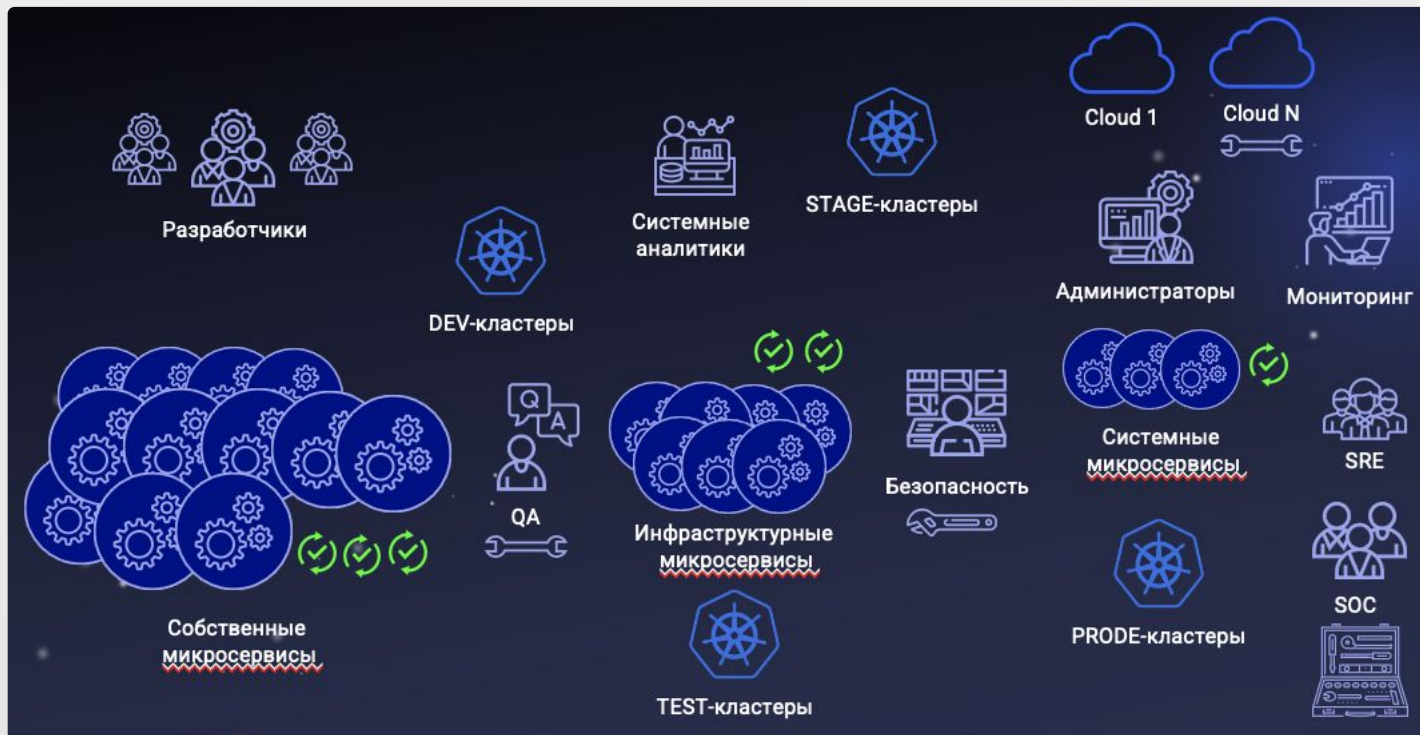 Cloud 1
Cloud N
Разработчики
Системные
аналитики
STAGE-кластеры
DEV-кластеры
Администраторы
Мониторинг
Q
A
QA
Собственные
микросервисы
Инфраструктурные
микросервисы
Безопасность
Системные
микросервисы
SRE
SOC
TEST-кластеры
PRODE-кластеры